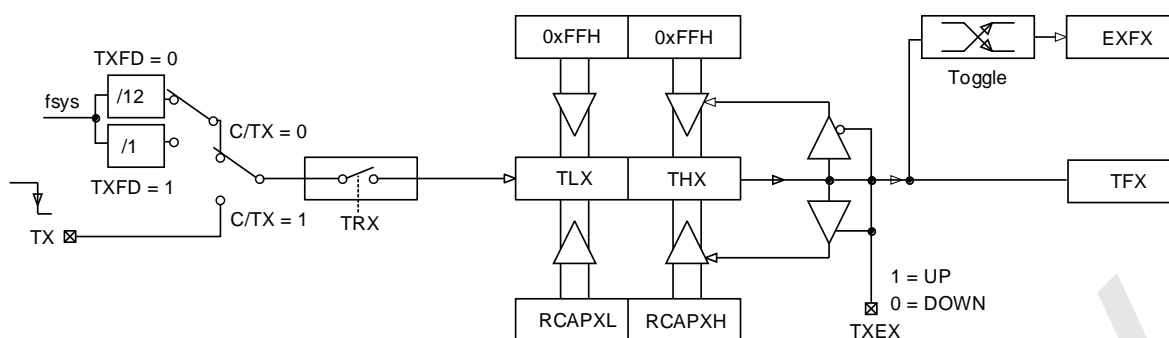 0xFFH 0xFFH EXFX
Toggle
TXFD = 0
fsys /12
C/TX = 0
/1
TXFD = 1
TLX THX TFX
C/TX = 1 TRX
TX
1 = UP
0 = DOWN
RCAPXL RCAPXH
TXEX